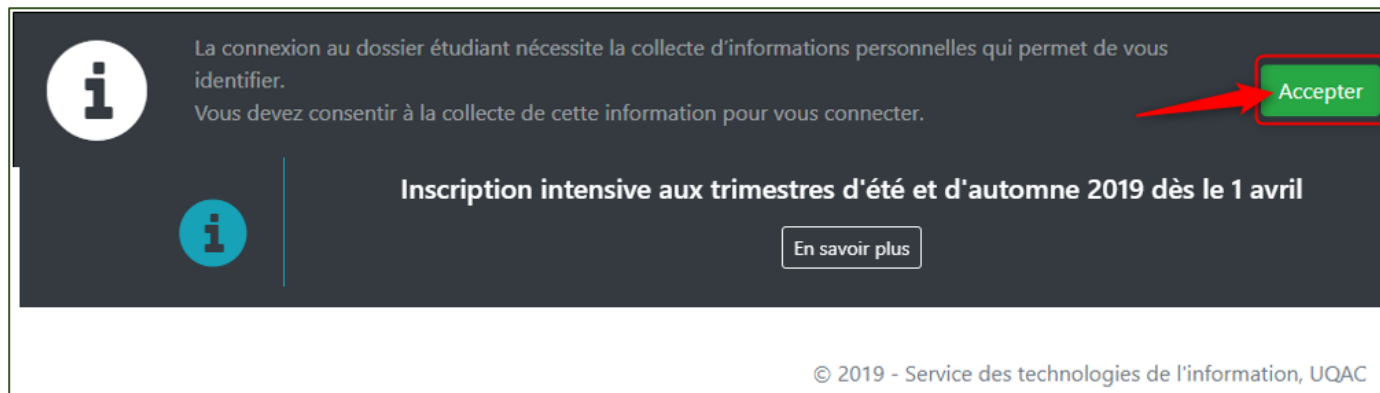 La connexion au dossier étudiant nécessite la collecte d'informations personnelles qui permet de vous
identifier.
Vous devez consentir à la collecte de cette information pour vous connecter.
Accepter
Inscription intensive aux trimestres d'été et d'automne 2019 dès le 1 avril
En savoir plus
© 2019 - Service des technologies de l'information, UQAC